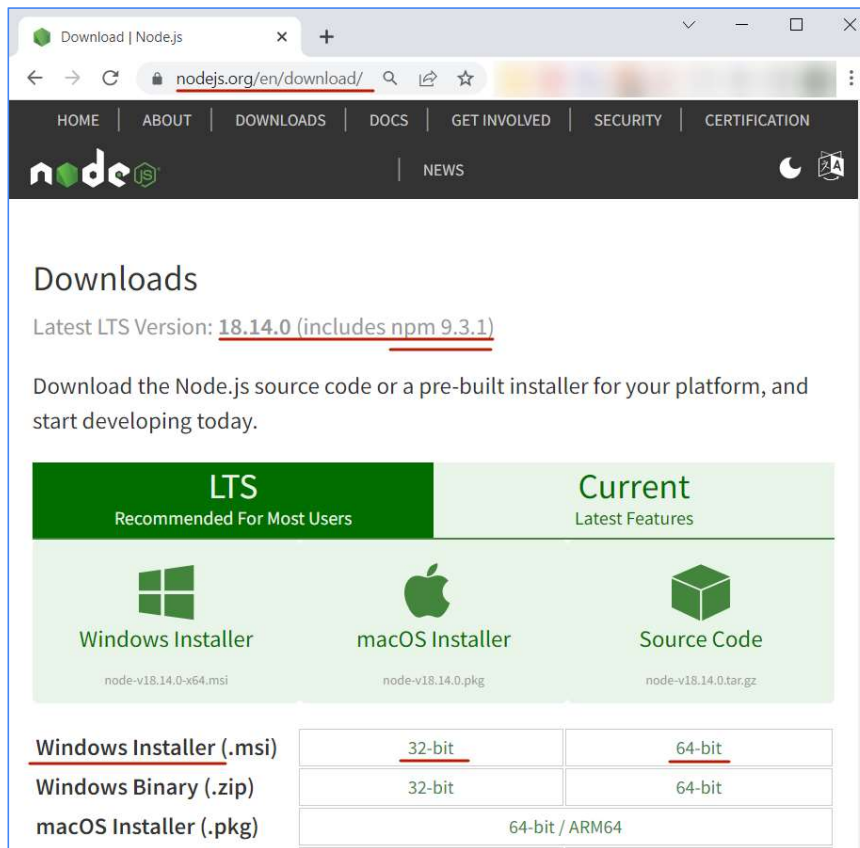 Download | Node.js
nodejs.org/en/download/
HOME | ABOUT | DOWNLOADS | DOCS | GET INVOLVED | SECURITY | CERTIFICATION
node JS | NEWS
Downloads
Latest LTS Version: 18.14.0 (includes npm 9.3.1)
Download the Node.js source code or a pre-built installer for your platform, and
start developing today.
LTS Current
Recommended For Most Users Latest Features
Windows Installer macOS Installer Source Code
node-v18.14.0-x64.msi node-v18.14.0.pkg node-v18.14.0.tar.gz
Windows Installer (.msi) 32-bit 64-bit
Windows Binary (.zip) 32-bit 64-bit
macOS Installer (.pkg) 64-bit / ARM64